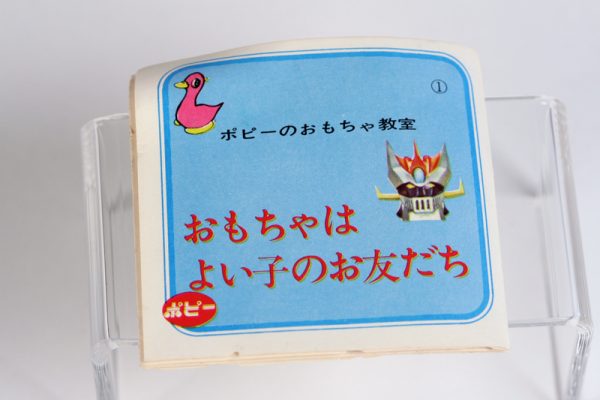 ①
ポピーのおもちゃ教室
おもちゃは
よい子のお友だち
ポピー